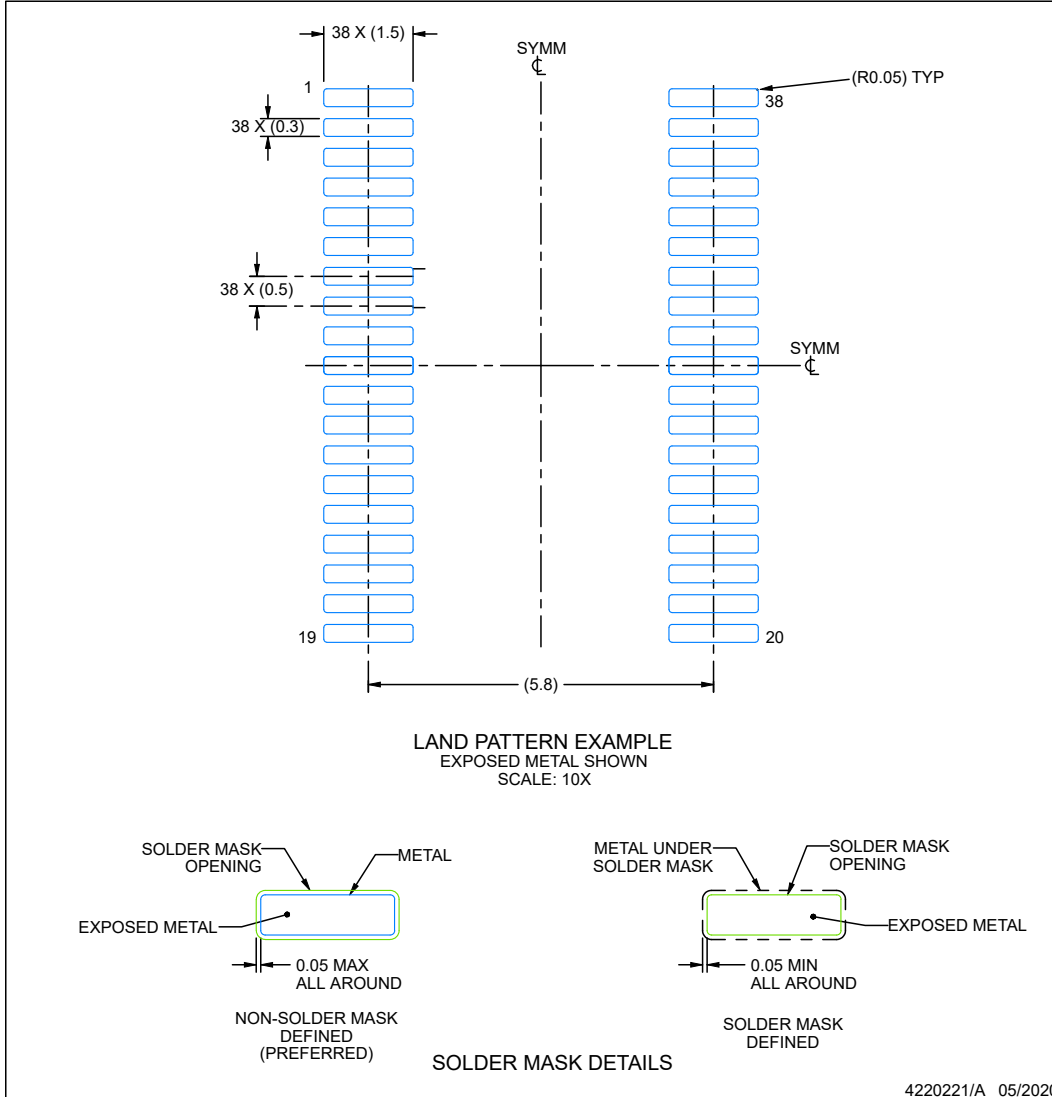 38 X (1.5)
SYMM
℄
(R0.05) TYP
1
38
38 X (0.3)
38 X (0.5)
SYMM
℄
19
20
(5.8)
LAND PATTERN EXAMPLE
EXPOSED METAL SHOWN
SCALE: 10X
SOLDER MASK
OPENING
METAL
EXPOSED METAL
0.05 MAX
ALL AROUND
NON-SOLDER MASK
DEFINED
(PREFERRED)
METAL UNDER
SOLDER MASK
SOLDER MASK
OPENING
EXPOSED METAL
0.05 MIN
ALL AROUND
SOLDER MASK
DEFINED
SOLDER MASK DETAILS
4220221/A 05/2020